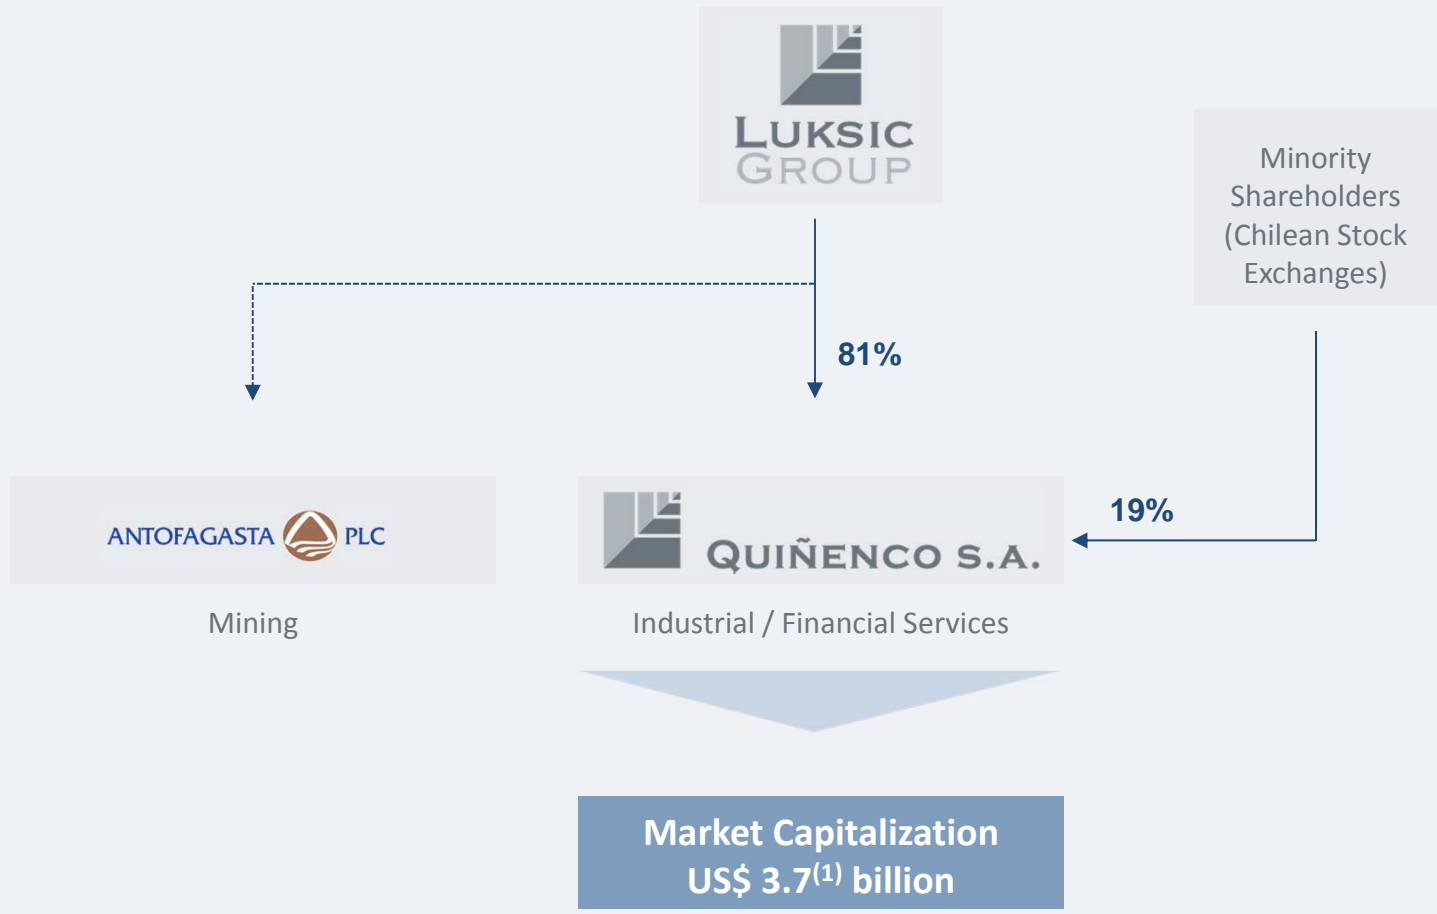 LUKSIC
GROUP
Minority
Shareholders
(Chilean Stock
Exchanges)
81%
19%
ANTOFAGASTA PLC
QUIÑENCO S.A.
Mining
Industrial / Financial Services
Market Capitalization
US$ 3.7(1) billion